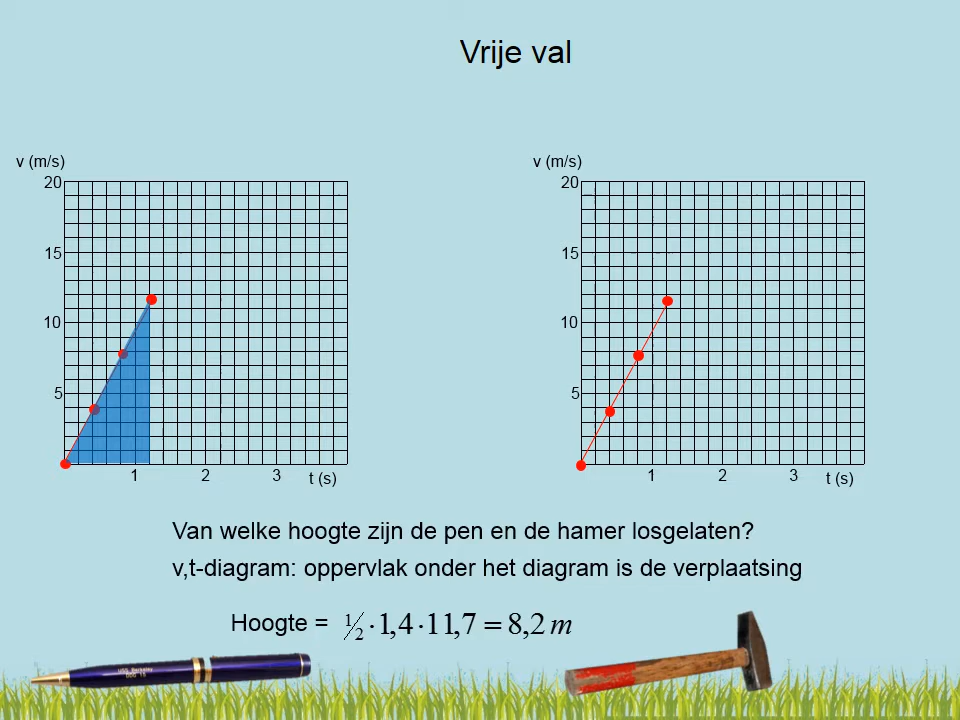 Vrije val
v (m/s)
20
15
10
5
1
2
3
t (s)
v (m/s)
20
15
10
5
1
2
3
t (s)
Van welke hoogte zijn de pen en de hamer losgelaten?
v,t-diagram: oppervlak onder het diagram is de verplaatsing
Hoogte = ½·1,4·11,7 = 8,2 m